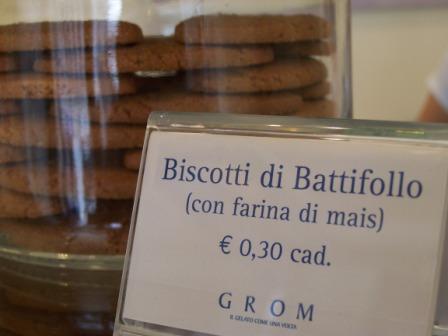 Biscotti di Battifollo
(con farina di mais)
€ 0,30 cad.
GROM
IL GELATO COME UNA VOLTA